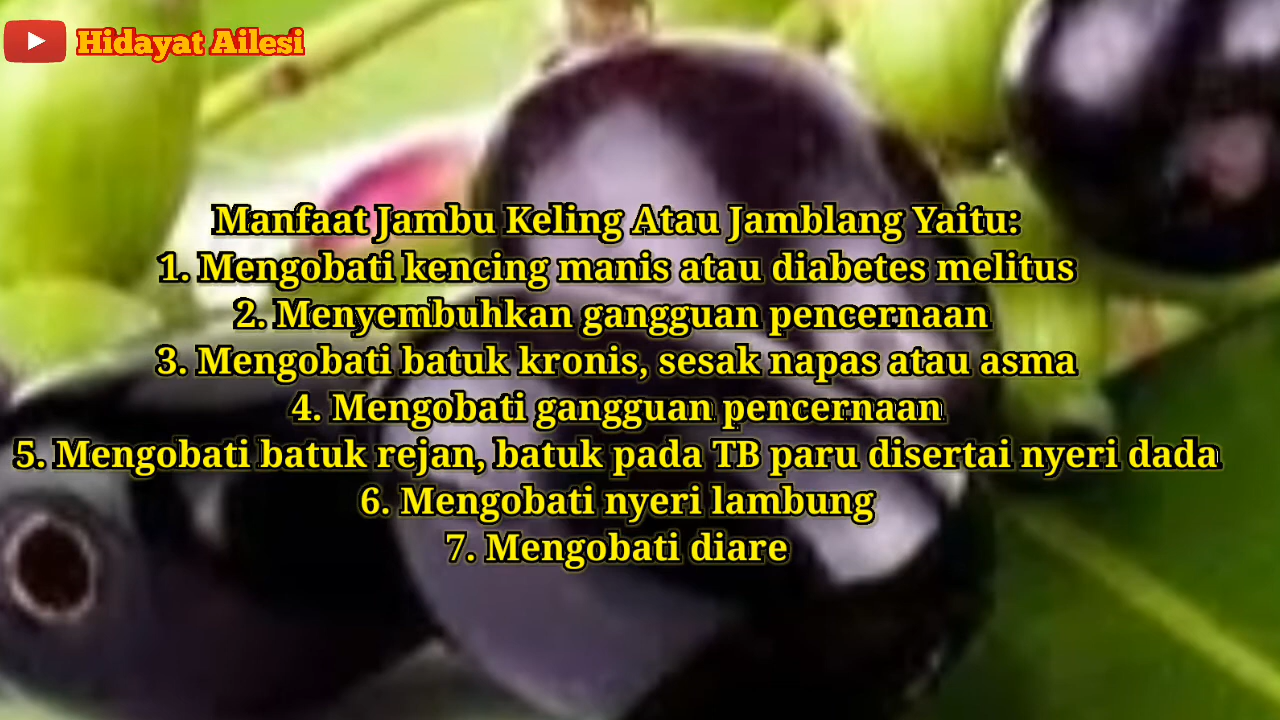 Hidayat Ailesi
Manfaat Jambu Keling Atau Jamblang Yaitu:
1. Mengobati kencing manis atau diabetes melitus
2. Menyembuhkan gangguan pencernaan
3. Mengobati batuk kronis, sesak napas atau asma
4. Mengobati gangguan pencernaan
5. Mengobati batuk rejan, batuk pada TB paru disertai nyeri dada
6. Mengobati nyeri lambung
7. Mengobati diare